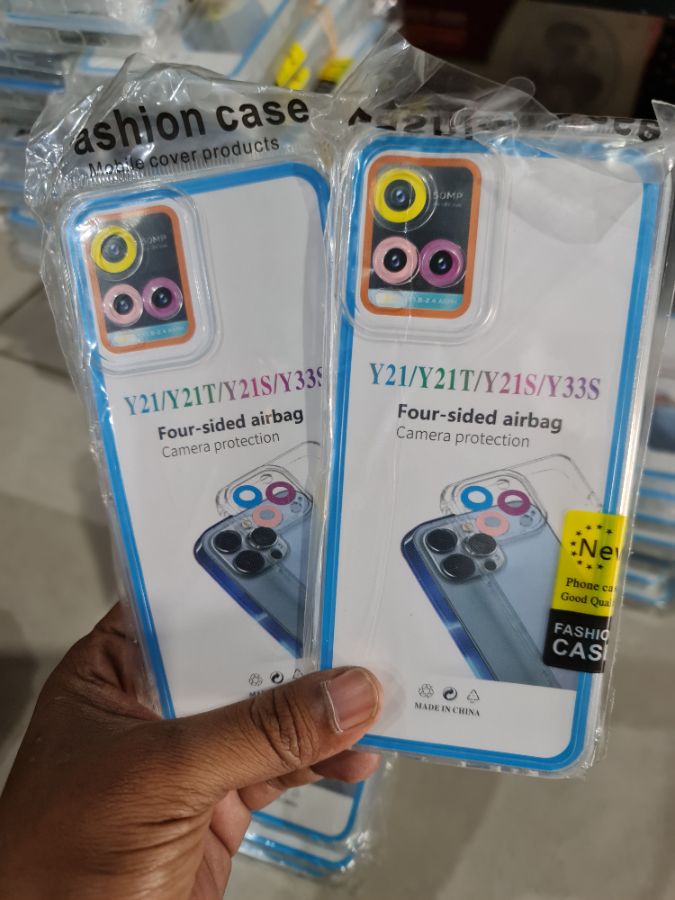 ashion case
Mobile cover products
50MP
Y21/Y21T/Y21S/Y33S
Four-sided airbag
Camera protection
50MP
Y21/Y21T/Y21S/Y33S
Four-sided airbag
Camera protection
New
Phone ca
Good Qual
FASHIO
CAS
MADE IN CHINA